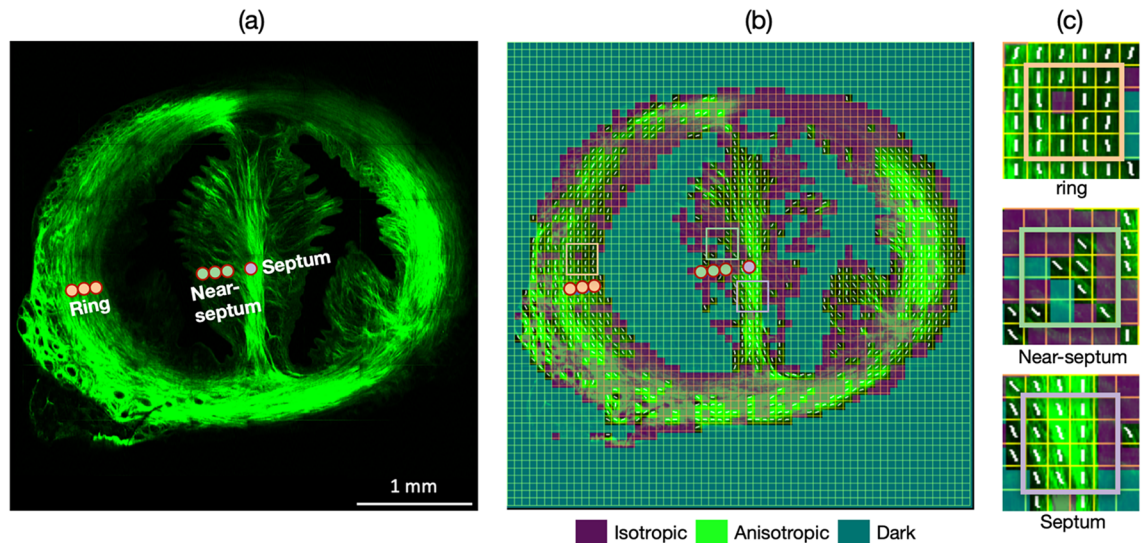 (a)
(b)
(c)
Ring
Near-
septum
Septum
1 mm
Isotropic
Anisotropic
Dark
ring
Near-septum
Septum